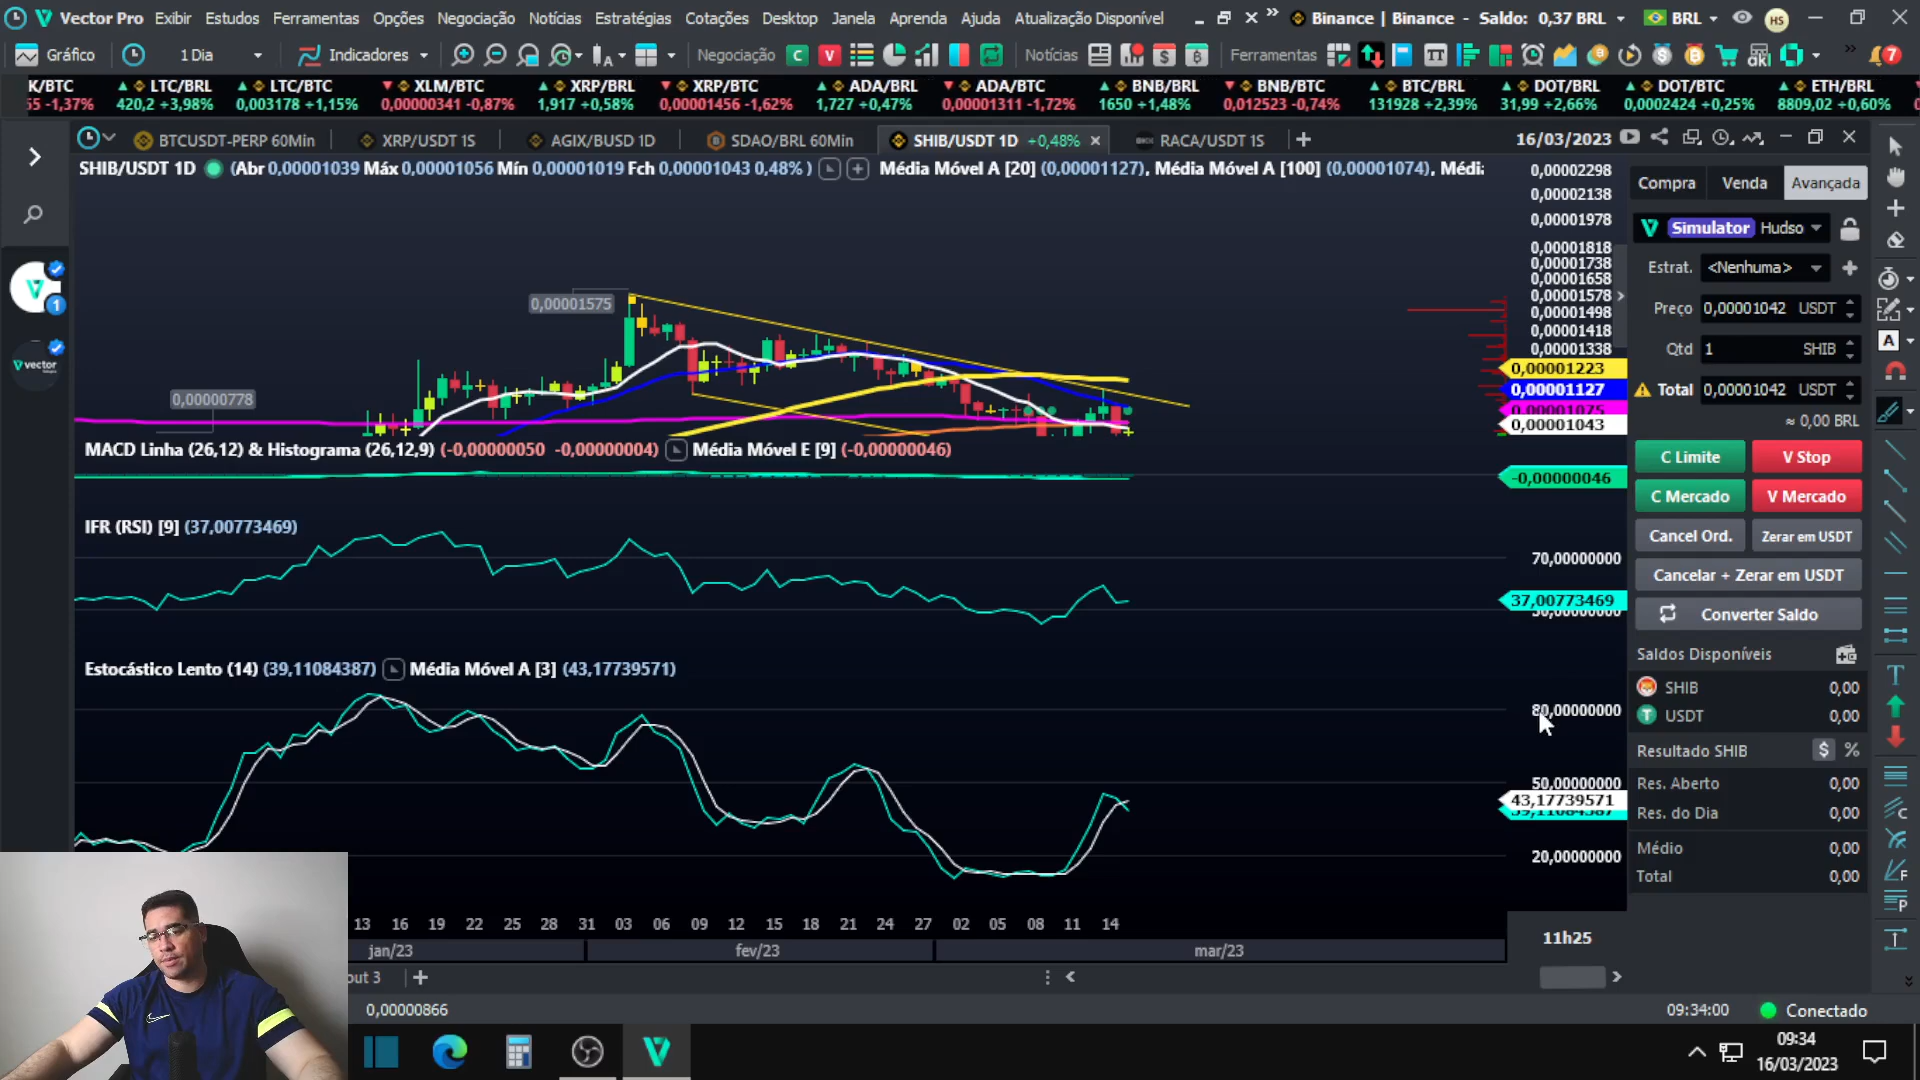 Vector Pro Exibir Estudos Ferramentas Opções Negociação Notícias Estratégias Cotações Desktop Janela Aprenda Ajuda Atualização Disponível Binance | Binance - Saldo: 0,37 BRL BRL HS
Gráfico 1 Dia Indicadores Negociação C V Notícias Ferramentas 7
K/BTC LTC/BRL LTC/BTC XLM/BTC XRP/BRL XRP/BTC ADA/BRL ADA/BTC BNB/BRL BNB/BTC BTC/BRL DOT/BRL DOT/BTC ETH/BRL
55 -1,37% 420,2 +3,98% 0,003178 +1,15% 0,00000341 -0,87% 1,917 +0,58% 0,00001456 -1,62% 1,727 +0,47% 0,00001311 -1,72% 1650 +1,48% 0,012523 -0,74% 131928 +2,39% 31,99 +2,66% 0,0002424 +0,25% 8809,02 +0,60%
BTCUSDT-PERP 60Min XRP/USDT 1S AGIX/BUSD 1D SDAO/BRL 60Min SHIB/USDT 1D +0,48% RACA/USDT 1S 16/03/2023
SHIB/USDT 1D (Abr 0,00001039 Máx 0,00001056 Mín 0,00001019 Fch 0,00001043 0,48% ) Média Móvel A [20] (0,00001127), Média Móvel A [100] (0,00001074), Médi
0,00002298
0,00002138
0,00001978
0,00001818
0,00001738
0,00001658
0,00001578
0,00001498
0,00001418
0,00001338
0,00001223
0,00001127
0,00001075
0,00001043
0,00001575
0,00000778
MACD Linha (26,12) & Histograma (26,12,9) (-0,00000050 -0,00000004) Média Móvel E [9] (-0,00000046)
-0,00000046
IFR (RSI) [9] (37,00773469)
70,00000000
37,00773469
Estocástico Lento (14) (39,11084387) Média Móvel A [3] (43,17739571)
80,00000000
50,00000000
43,17739571
39,11084387
20,00000000
13 16 19 22 25 28 31 03 06 09 12 15 18 21 24 27 02 05 08 11 14
jan/23 fev/23 mar/23
11h25
out 3
0,00000866
Compra Venda Avançada
Simulator Hudso
Estrat. <Nenhuma>
Preço 0,00001042 USDT
Qtd 1 SHIB
Total 0,00001042 USDT
≈ 0,00 BRL
C Limite V Stop
C Mercado V Mercado
Cancel Ord. Zerar em USDT
Cancelar + Zerar em USDT
Converter Saldo
Saldos Disponíveis
SHIB 0,00
USDT 0,00
Resultado SHIB $ %
Res. Aberto 0,00
Res. do Dia 0,00
Médio 0,00
Total 0,00
1
vector
09:34:00 Conectado
09:34
16/03/2023